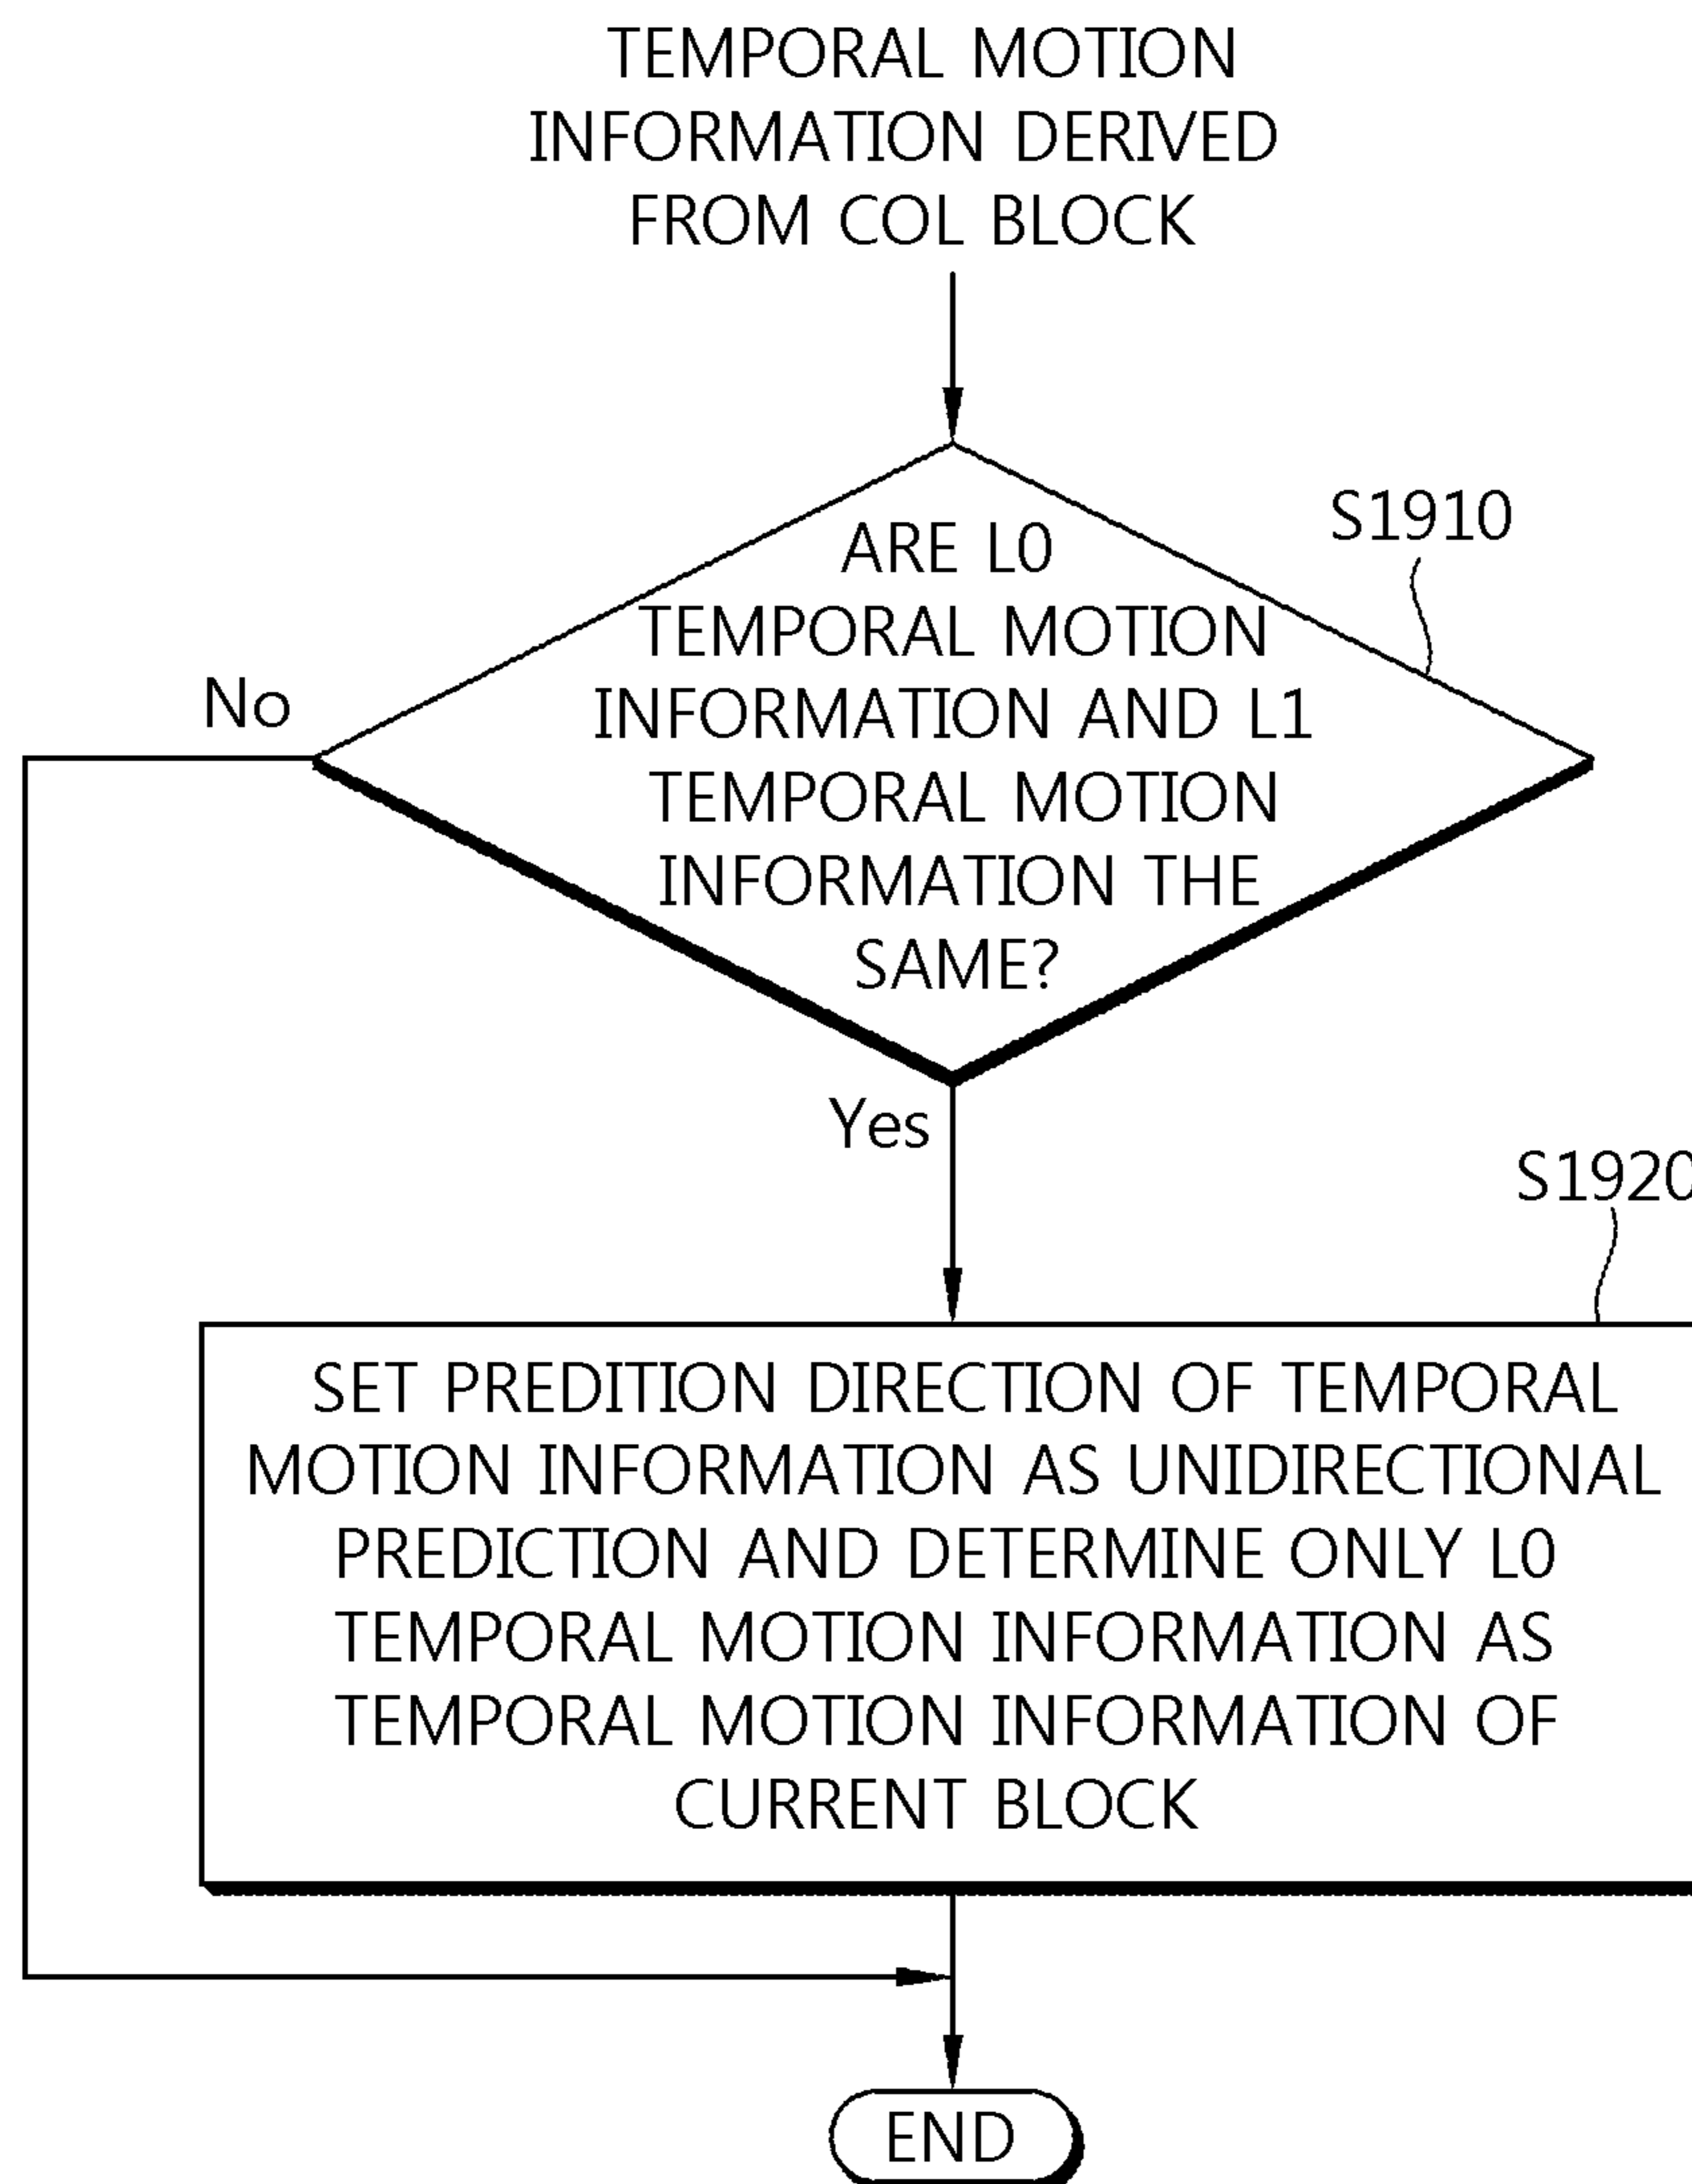 TEMPORAL MOTION
INFORMATION DERIVED
FROM COL BLOCK
S1910
ARE L0
TEMPORAL MOTION
INFORMATION AND L1
TEMPORAL MOTION
INFORMATION THE
SAME?
No
Yes
S1920
SET PREDITION DIRECTION OF TEMPORAL
MOTION INFORMATION AS UNIDIRECTIONAL
PREDICTION AND DETERMINE ONLY L0
TEMPORAL MOTION INFORMATION AS
TEMPORAL MOTION INFORMATION OF
CURRENT BLOCK
END